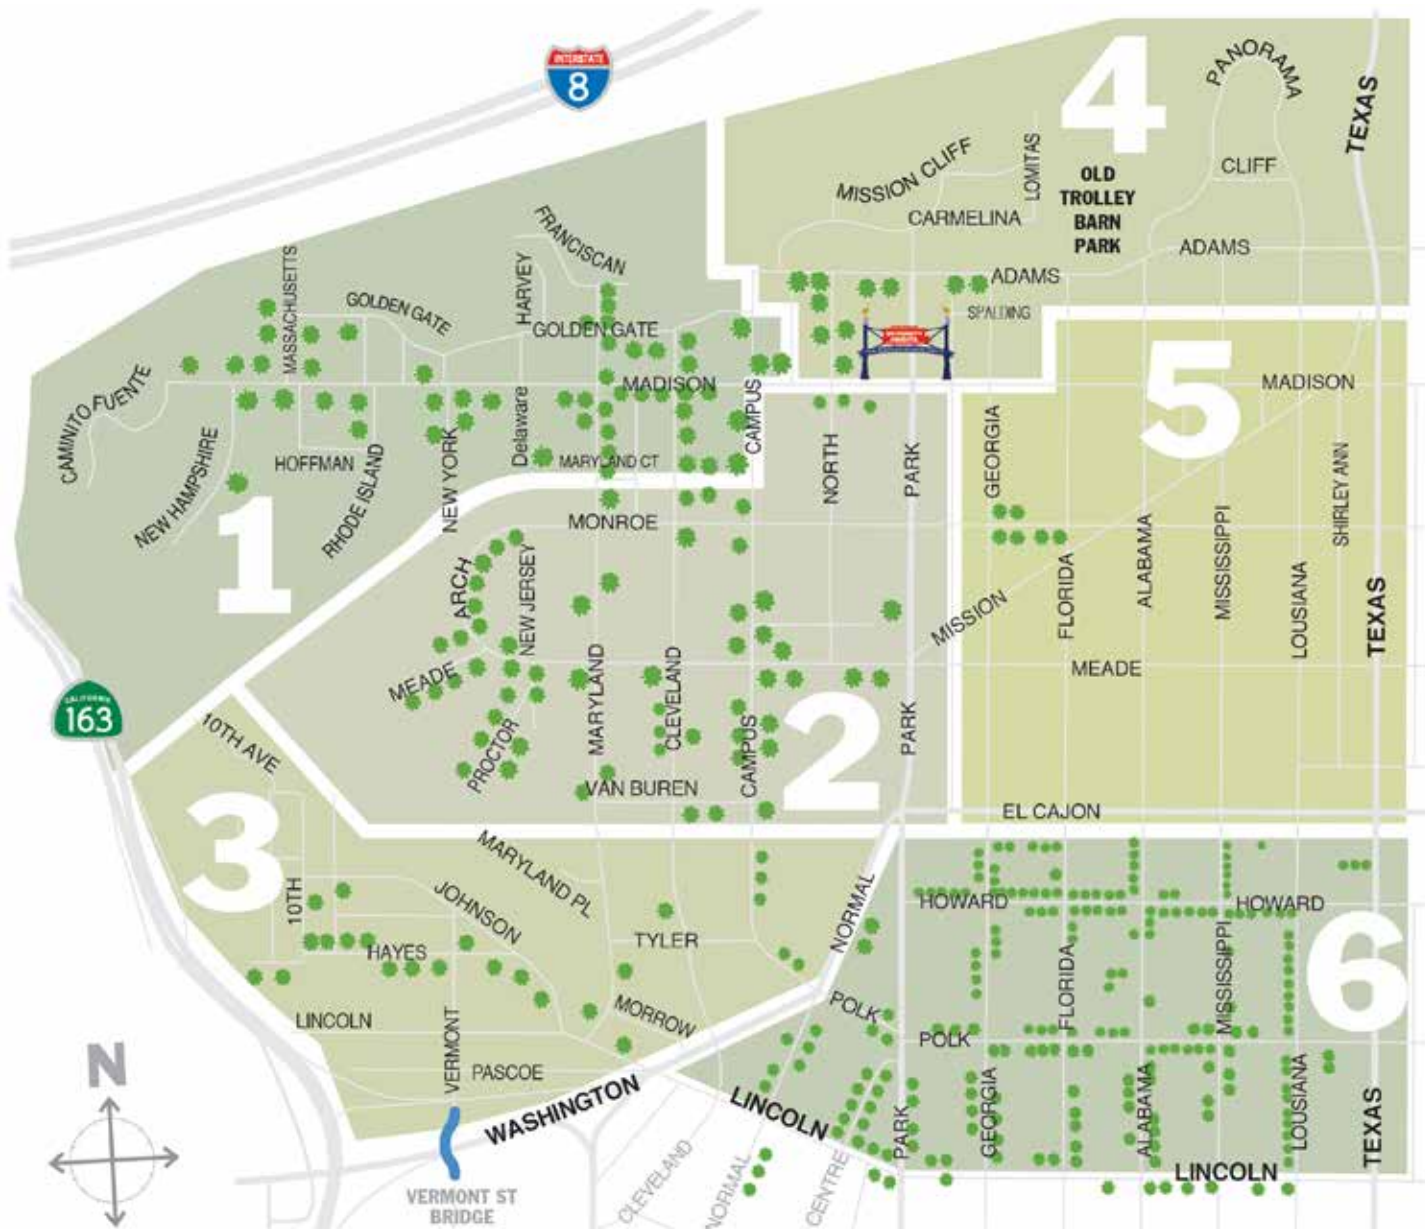 INTERSTATE
8
4
PANORAMA
TEXAS
MISSION CLIFF
LOMITAS
CLIFF
OLD
TROLLEY
BARN
PARK
CARMELINA
ADAMS
ADAMS
SPALDING
FRANCISCAN
MASSACHUSETTS
HARVEY
GOLDEN GATE
GOLDEN GATE
CAMINITO FUENTE
MADISON
CAMPUS
5
MADISON
NEW HAMPSHIRE
HOFFMAN
RHODE ISLAND
NEW YORK
Delaware
MARYLAND CT
NORTH
PARK
GEORGIA
SHIRLEY ANN
1
MONROE
ARCH
NEW JERSEY
MISSION
FLORIDA
ALABAMA
MISSISSIPPI
LOUSIANA
TEXAS
MEADE
MEADE
CALIFORNIA
163
10TH AVE
PROCTOR
MARYLAND
CLEVELAND
CAMPUS
2
PARK
VAN BUREN
EL CAJON
3
MARYLAND PL
JOHNSON
10TH
HAYES
TYLER
NORMAL
HOWARD
HOWARD
6
FLORIDA
MISSISSIPPI
LINCOLN
VERMONT
MORROW
POLK
POLK
PASCOE
N
WASHINGTON
LINCOLN
PARK
GEORGIA
ALABAMA
LOUSIANA
TEXAS
LINCOLN
CLEVELAND
NORMAL
CENTRE
VERMONT ST
BRIDGE